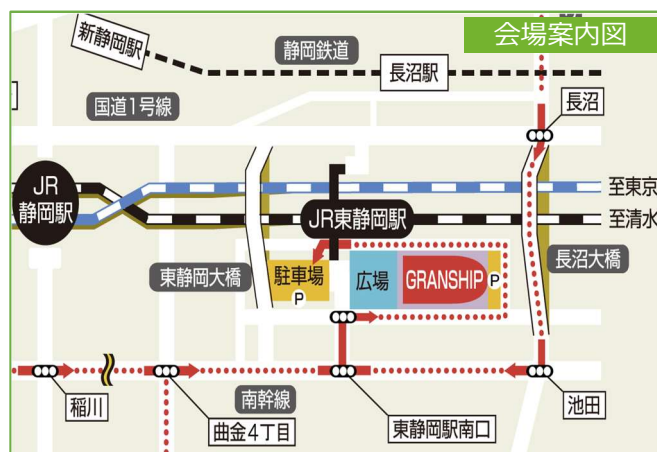 会場案内図
新静岡駅
静岡鉄道
長沼駅
国道1号線
長沼
JR
静岡駅
至東京
JR東静岡駅
至清水
東静岡大橋
駐車場
P
広場
GRANSHIP
P
長沼大橋
稲川
南幹線
曲金4丁目
東静岡駅南口
池田